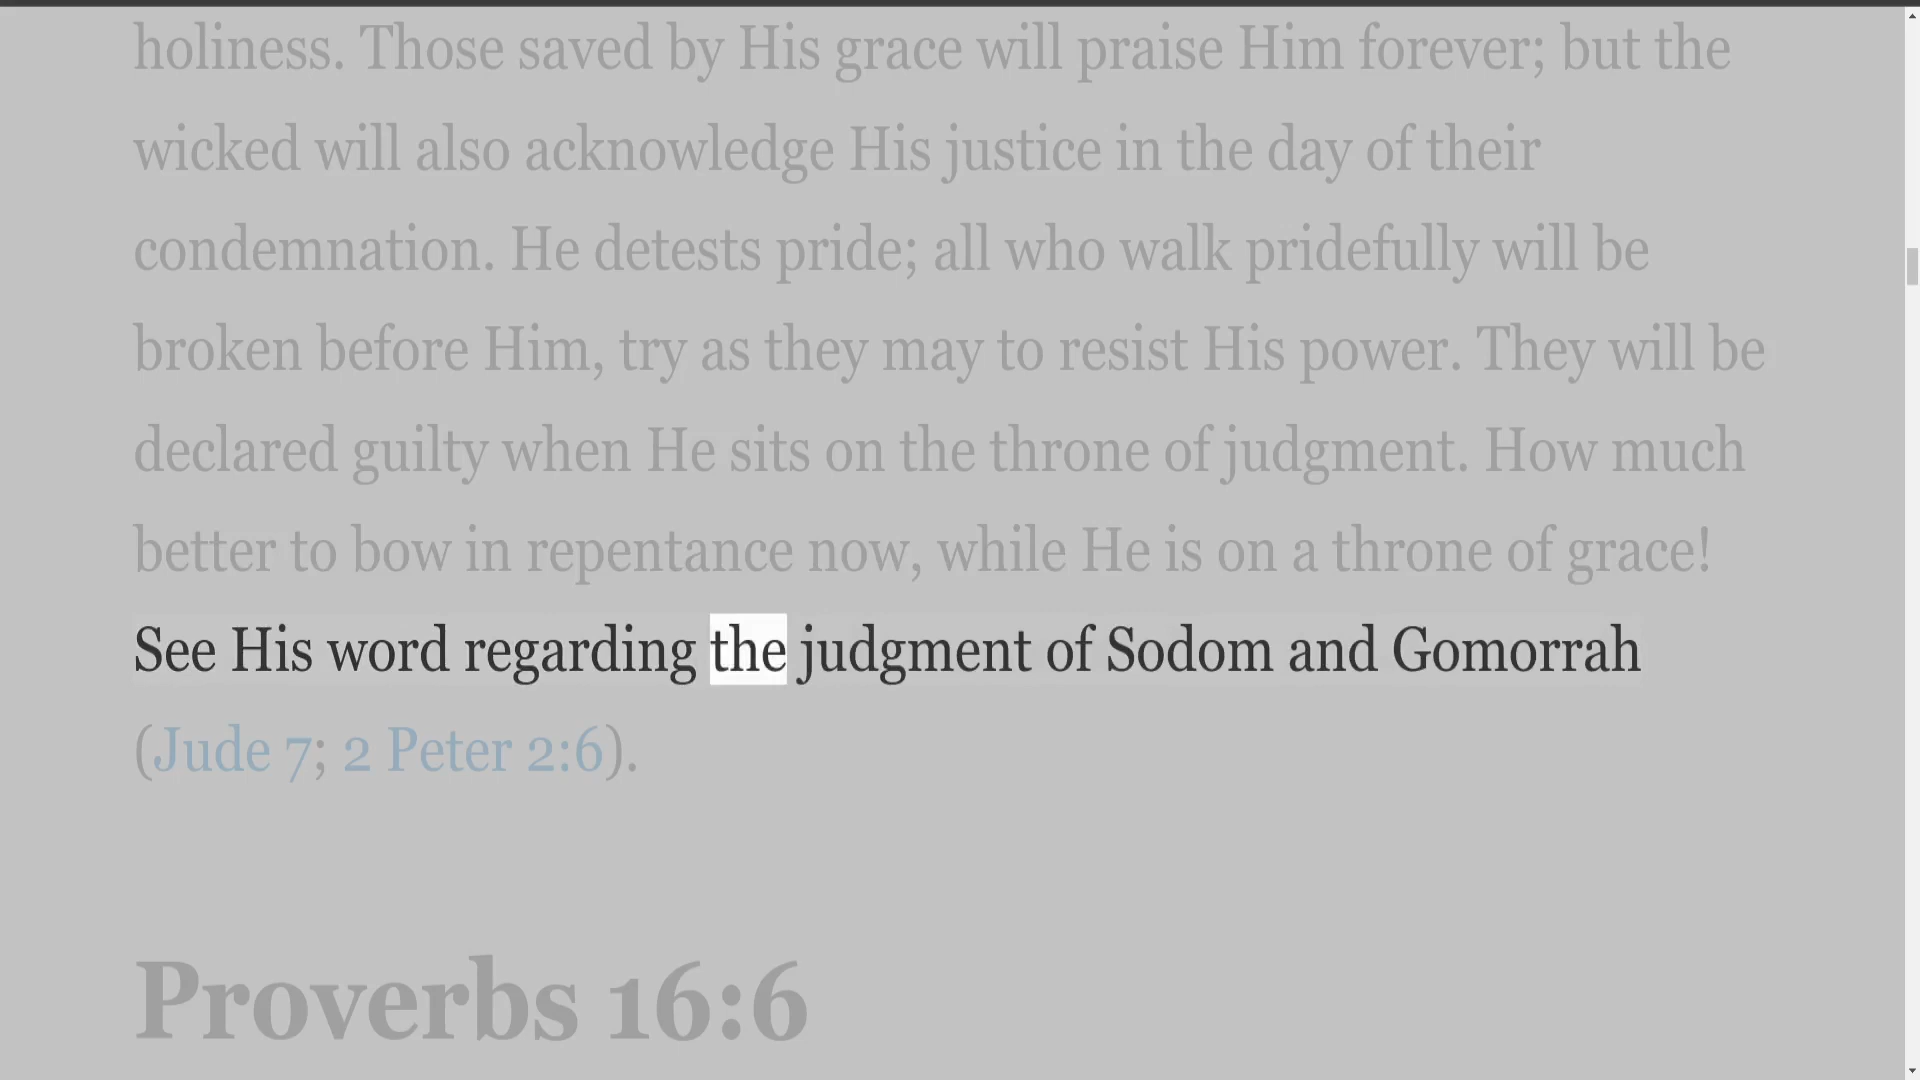 holiness. Those saved by His grace will praise Him forever; but the
wicked will also acknowledge His justice in the day of their
condemnation. He detests pride; all who walk pridefully will be
broken before Him, try as they may to resist His power. They will be
declared guilty when He sits on the throne of judgment. How much
better to bow in repentance now, while He is on a throne of grace!
See His word regarding the judgment of Sodom and Gomorrah
(Jude 7; 2 Peter 2:6).
Proverbs 16:6